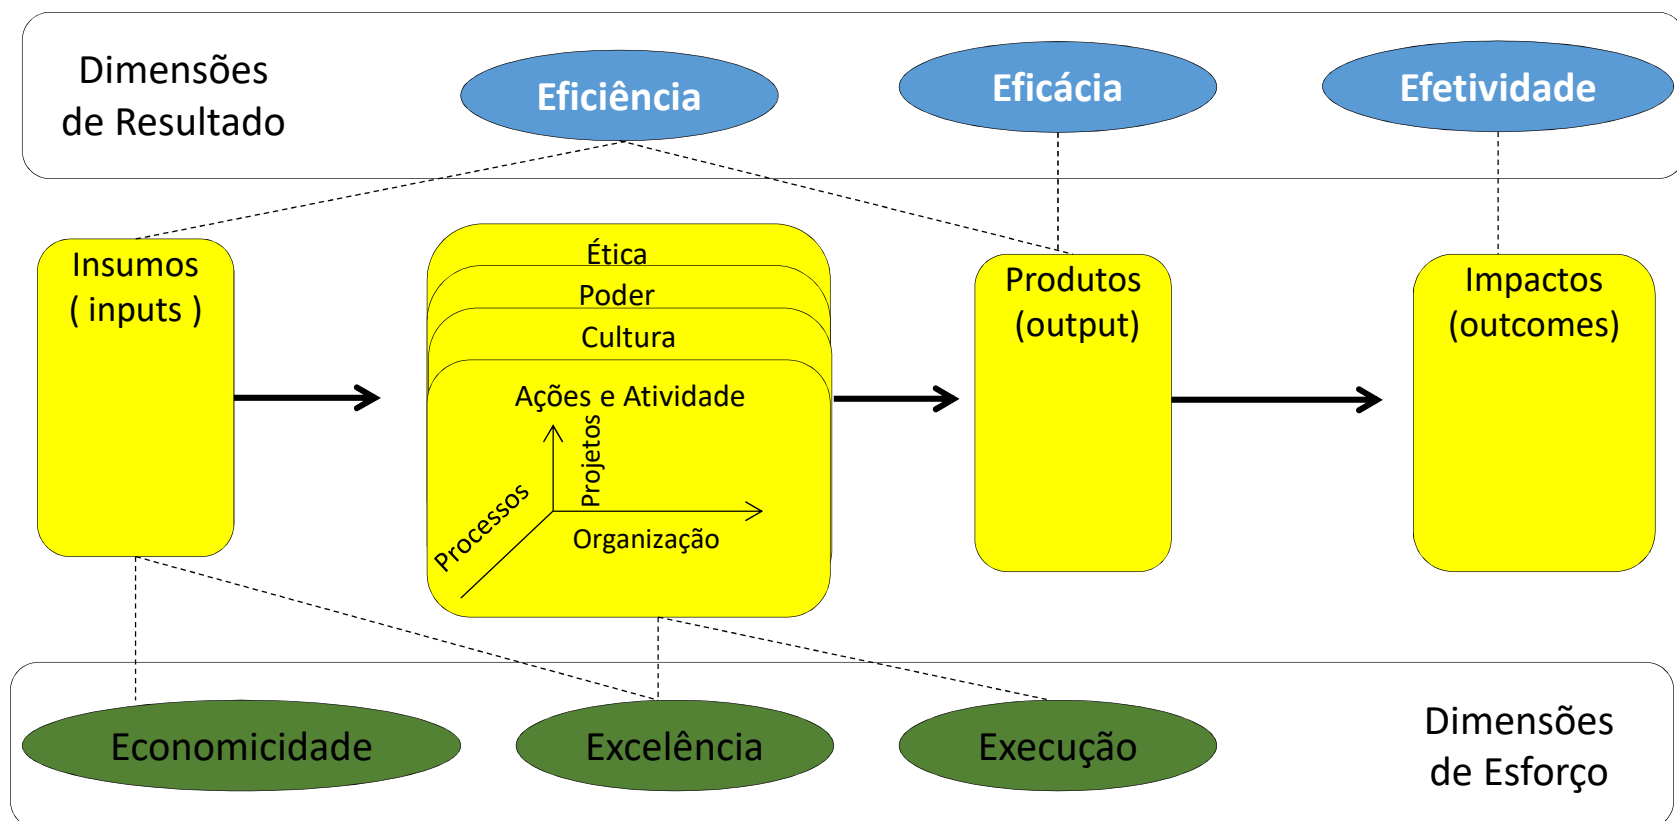 Dimensões
de Resultado
Eficiência
Eficácia
Efetividade
Insumos
( inputs )
Ética
Poder
Cultura
Ações e Atividade
Projetos
Processos
Organização
Produtos
(output)
Impactos
(outcomes)
Economicidade
Excelência
Execução
Dimensões
de Esforço